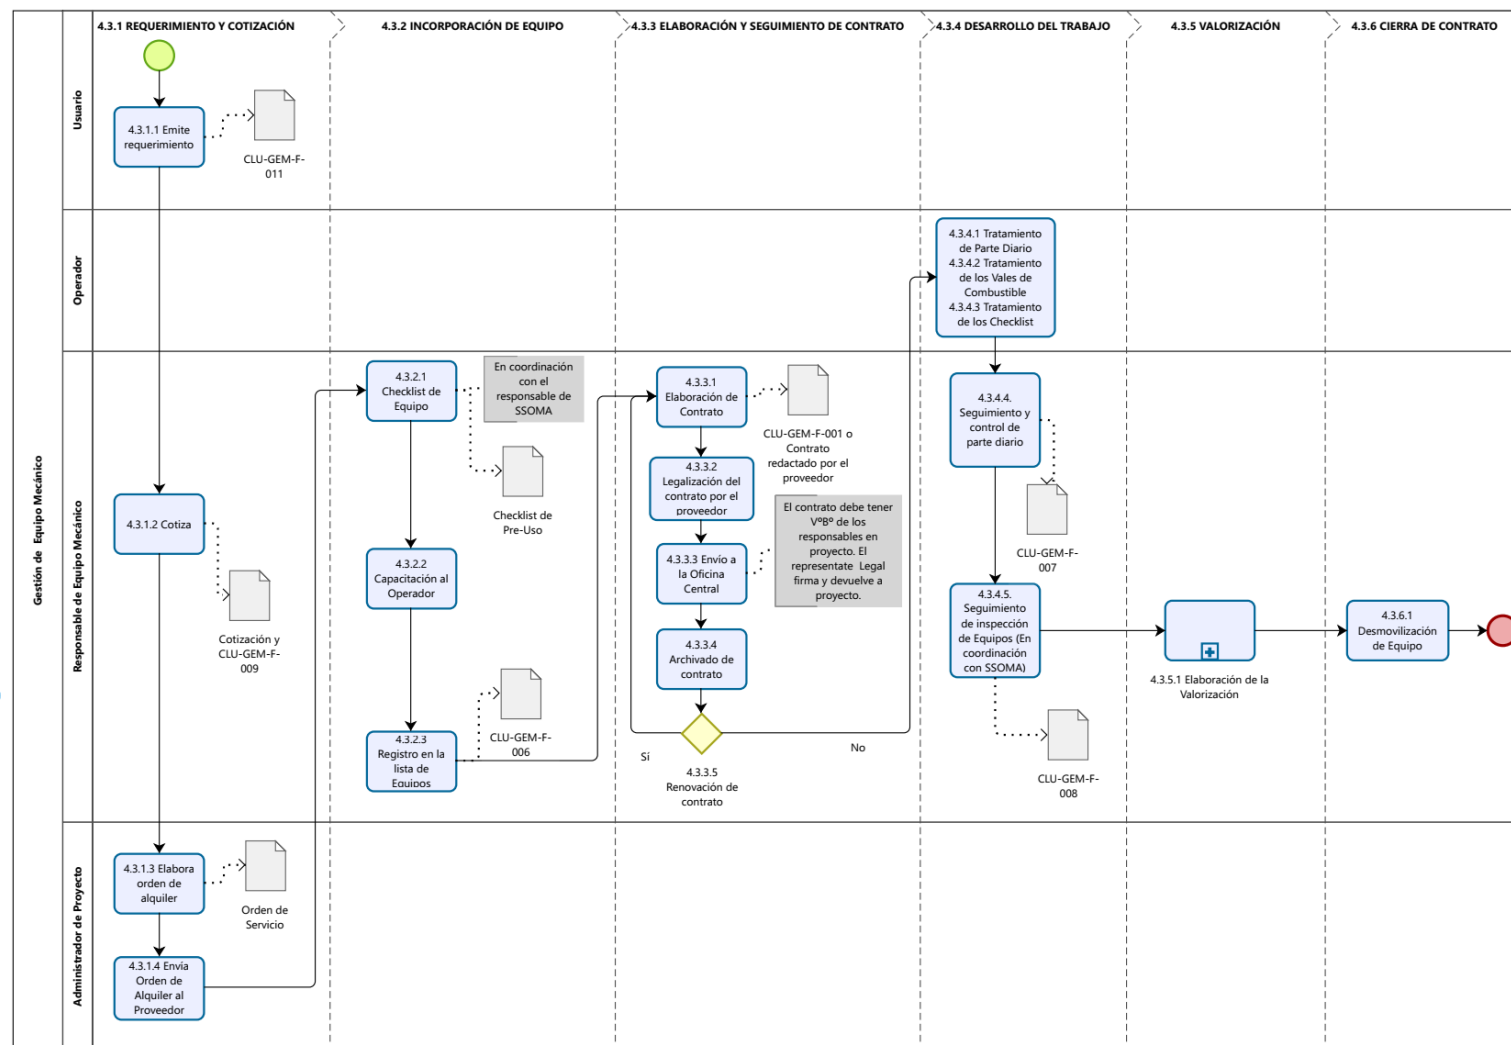 4.3.1 REQUERIMIENTO Y COTIZACIÓN
4.3.2 INCORPORACIÓN DE EQUIPO
4.3.3 ELABORACIÓN Y SEGUIMIENTO DE CONTRATO
4.3.4 DESARROLLO DEL TRABAJO
4.3.5 VALORIZACIÓN
4.3.6 CIERRA DE CONTRATO
Gestión de Equipo Mecánico
Usuario
4.3.1.1 Emite
requerimiento
CLU-GEM-F-
011
Operador
4.3.4.1 Tratamiento
de Parte Diario
4.3.4.2 Tratamiento
de los Vales de
Combustible
4.3.4.3 Tratamiento
de los Checklist
Responsable de Equipo Mecánico
4.3.1.2 Cotiza
Cotización y
CLU-GEM-F-
009
4.3.2.1
Checklist de
Equipo
En coordinación
con el
responsable de
SSOMA
Checklist de
Pre-Uso
4.3.2.2
Capacitación al
Operador
4.3.2.3
Registro en la
lista de
Equipos
CLU-GEM-F-
006
4.3.3.1
Elaboración de
Contrato
CLU-GEM-F-001 o
Contrato
redactado por el
proveedor
4.3.3.2
Legalización del
contrato por el
proveedor
4.3.3.3 Envío a
la Oficina
Central
El contrato debe tener
VºBº de los
responsables en
proyecto. El
representate Legal
firma y devuelve a
proyecto.
4.3.3.4
Archivado de
contrato
Sí
No
4.3.3.5
Renovación de
contrato
4.3.4.4.
Seguimiento y
control de
parte diario
CLU-GEM-F-
007
4.3.4.5.
Seguimiento
de inspección
de Equipos (En
coordinación
con SSOMA)
CLU-GEM-F-
008
4.3.5.1 Elaboración de la
Valorización
4.3.6.1
Desmovilización
de Equipo
Administrador de Proyecto
4.3.1.3 Elabora
orden de
alquiler
Orden de
Servicio
4.3.1.4 Envía
Orden de
Alquiler al
Proveedor